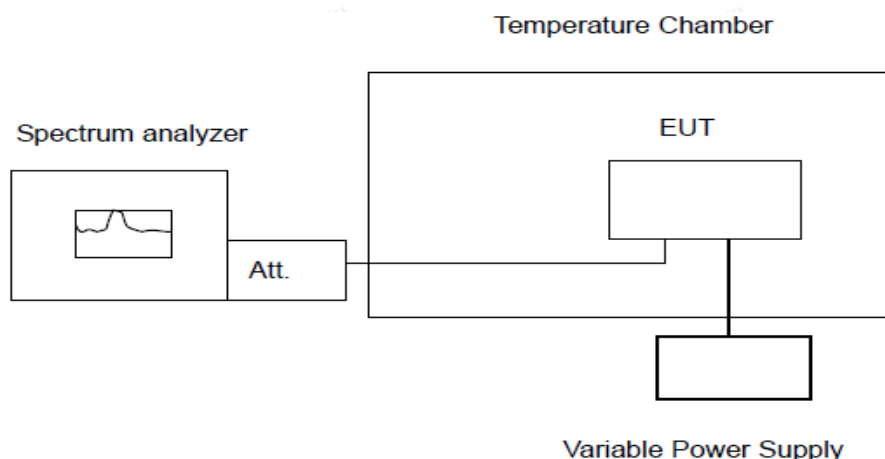 Temperature Chamber
Spectrum analyzer
EUT
Att.
Variable Power Supply